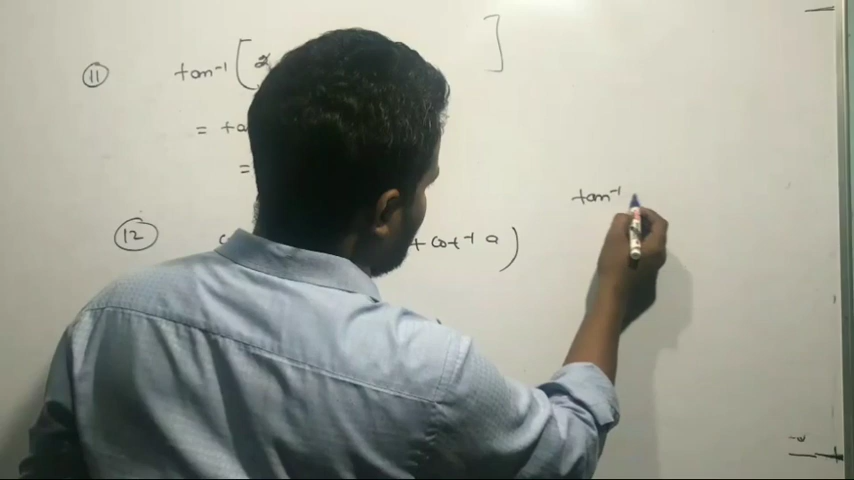 ⑪ tan⁻¹ [ 2 ]
= ta
=
⑫ c + cot⁻¹ a )
tan⁻¹